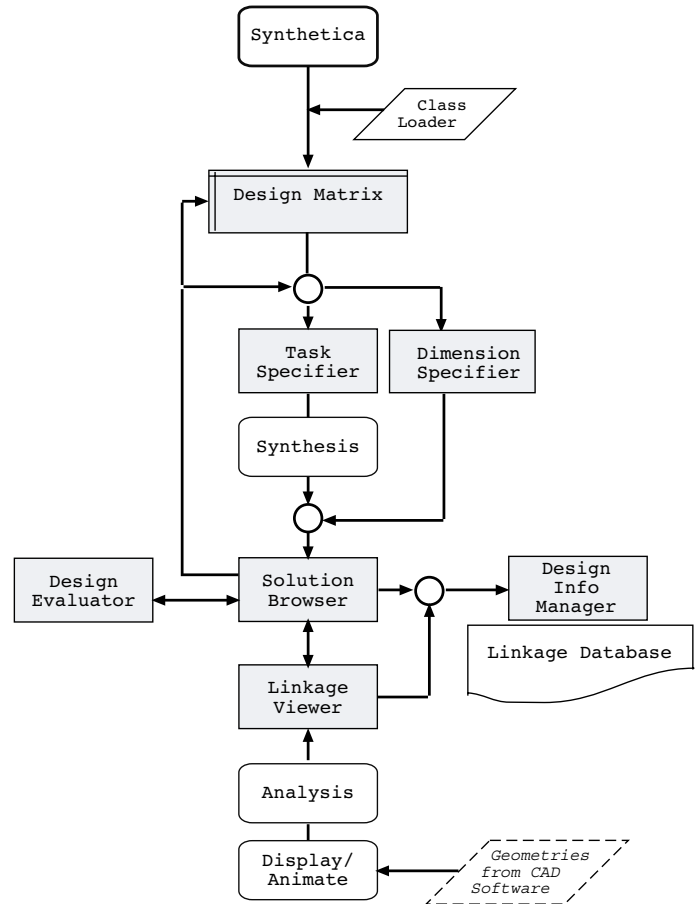 Synthetica
Class
Loader
Design Matrix
Task
Specifier
Dimension
Specifier
Synthesis
Design
Evaluator
Solution
Browser
Design
Info
Manager
Linkage Database
Linkage
Viewer
Analysis
Display/
Animate
Geometries
from CAD
Software